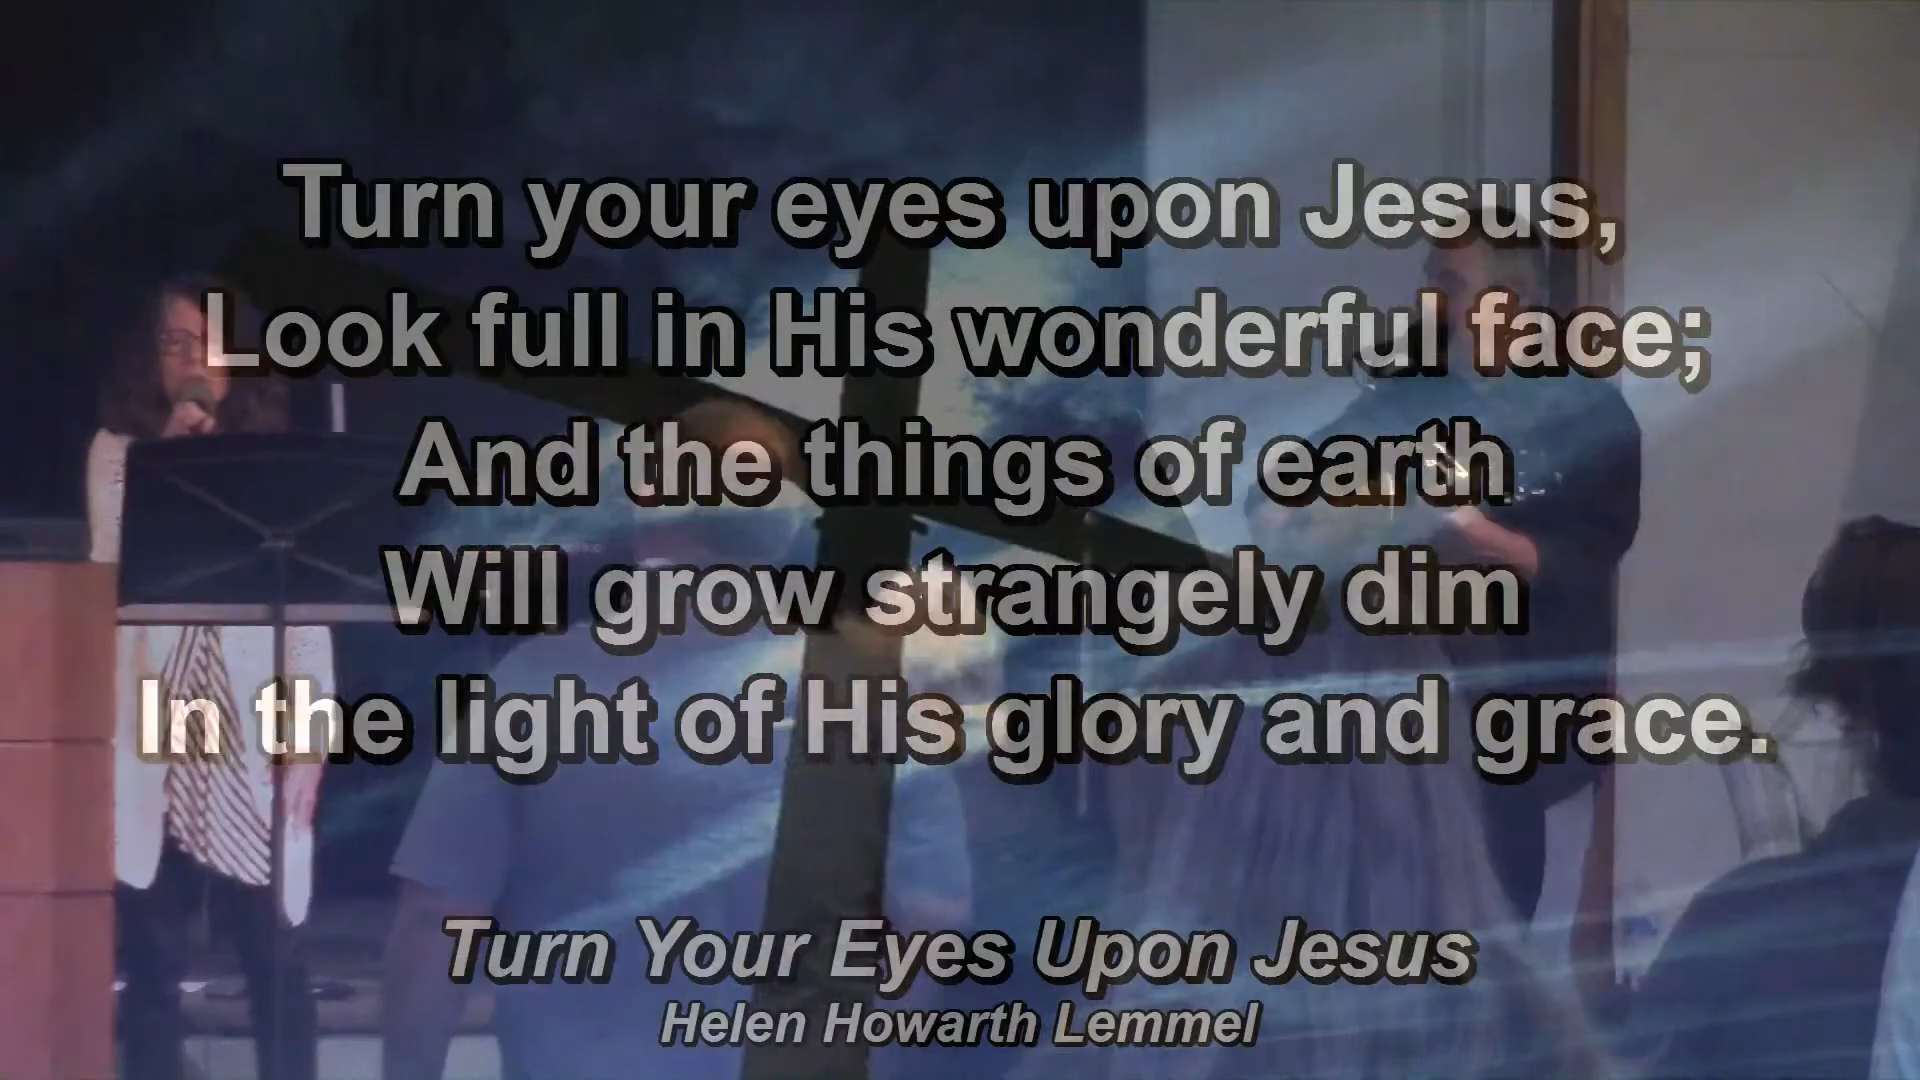 Turn your eyes upon Jesus,
Look full in His wonderful face;
And the things of earth
Will grow strangely dim
In the light of His glory and grace.
Turn Your Eyes Upon Jesus
Helen Howarth Lemmel